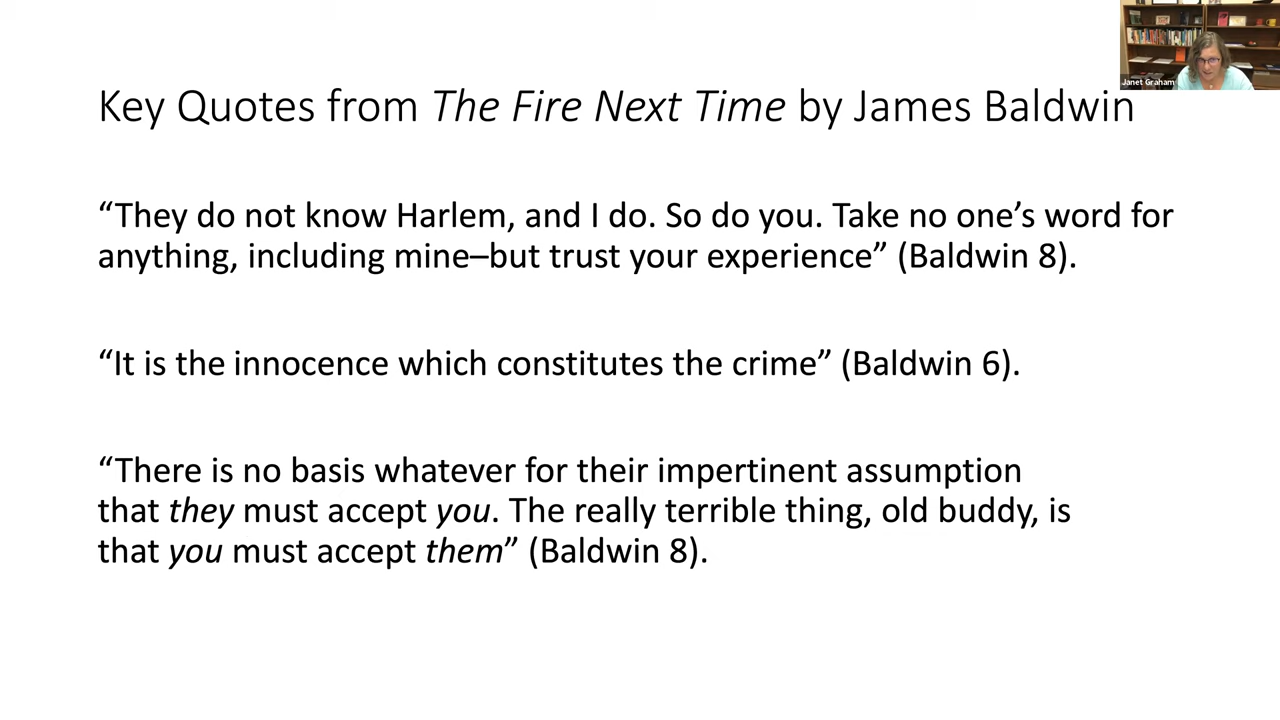 Janet Graham
Key Quotes from The Fire Next Time by James Baldwin
“They do not know Harlem, and I do. So do you. Take no one’s word for
anything, including mine–but trust your experience” (Baldwin 8).
“It is the innocence which constitutes the crime” (Baldwin 6).
“There is no basis whatever for their impertinent assumption
that they must accept you. The really terrible thing, old buddy, is
that you must accept them” (Baldwin 8).